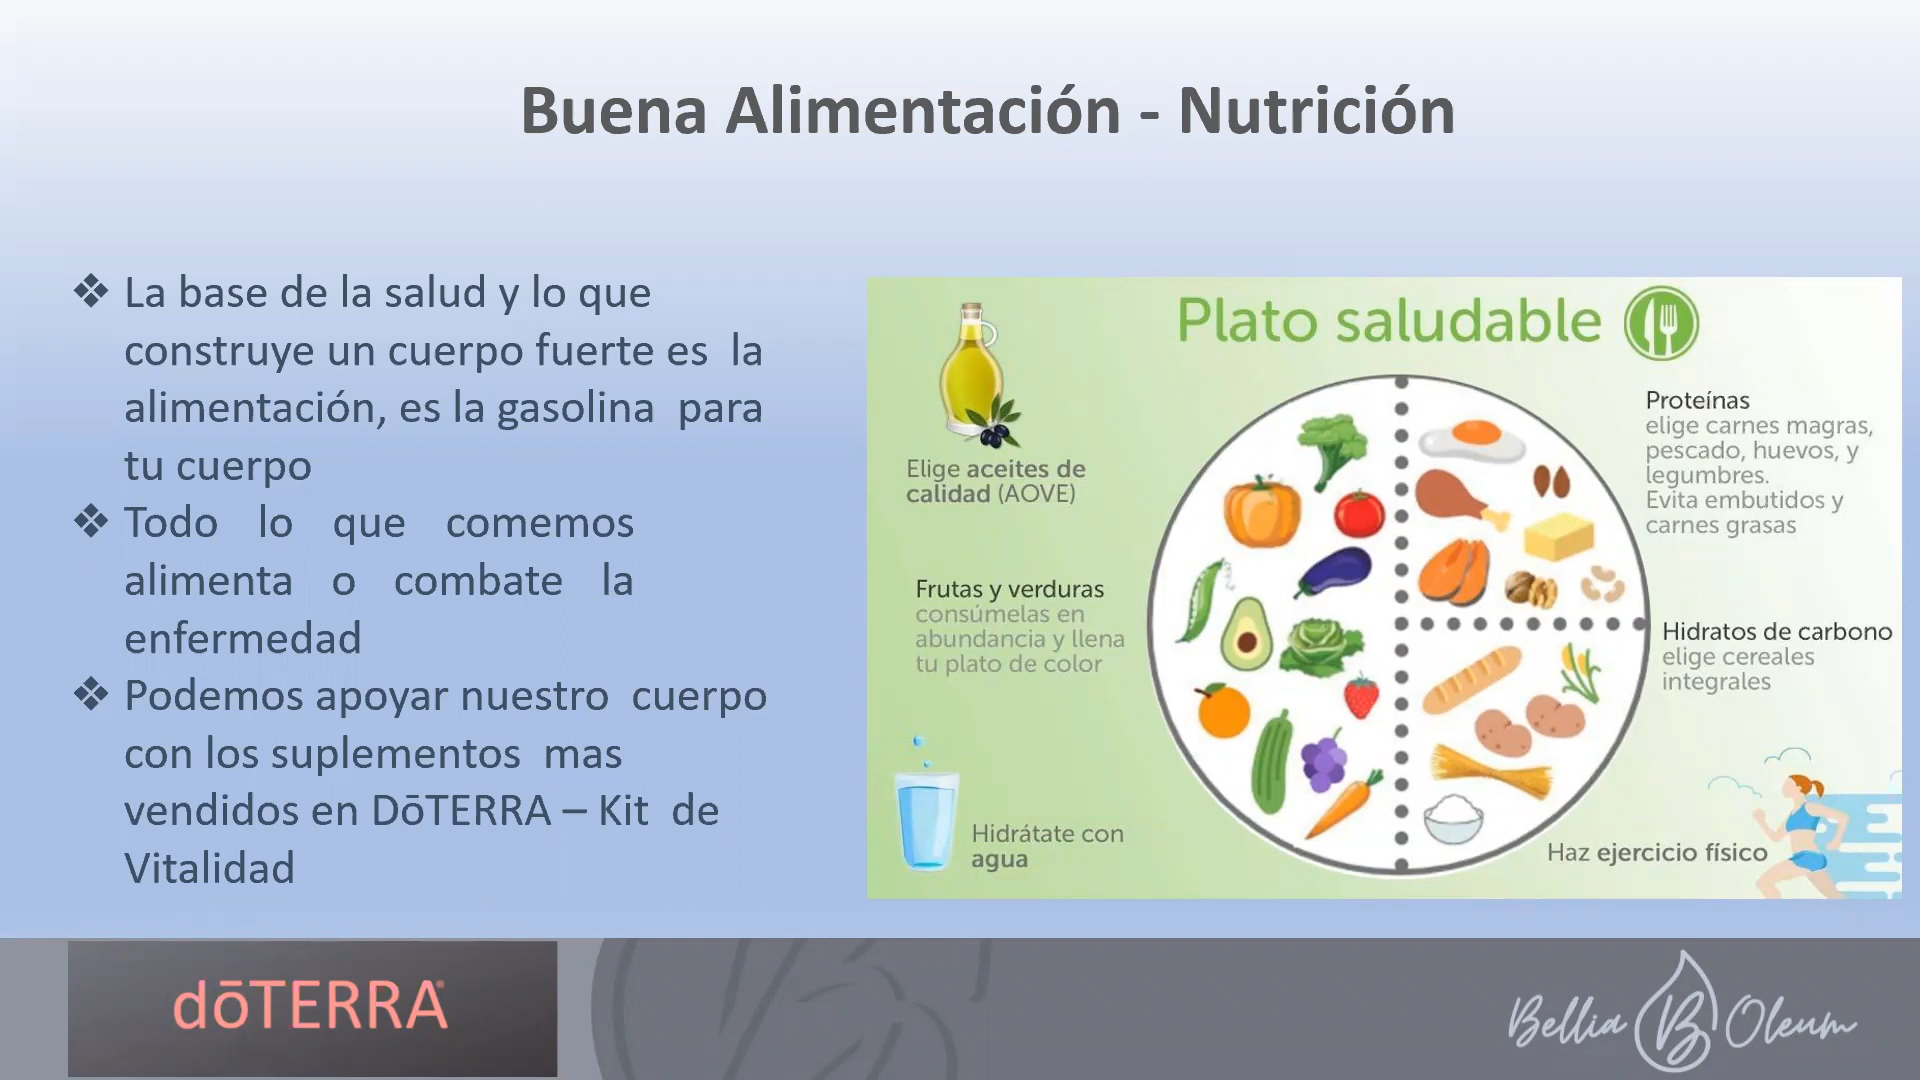 Buena Alimentación - Nutrición
❖ La base de la salud y lo que
construye un cuerpo fuerte es la
alimentación, es la gasolina para
tu cuerpo
❖ Todo lo que comemos
alimenta o combate la
enfermedad
❖ Podemos apoyar nuestro cuerpo
con los suplementos mas
vendidos en DōTERRA – Kit de
Vitalidad
Plato saludable
Elige aceites de
calidad (AOVE)
Frutas y verduras
consúmelas en
abundancia y llena
tu plato de color
Hidrátate con
agua
Proteínas
elige carnes magras,
pescado, huevos, y
legumbres.
Evita embutidos y
carnes grasas
Hidratos de carbono
elige cereales
integrales
Haz ejercicio físico
dōTERRA
Bellia B Oleum